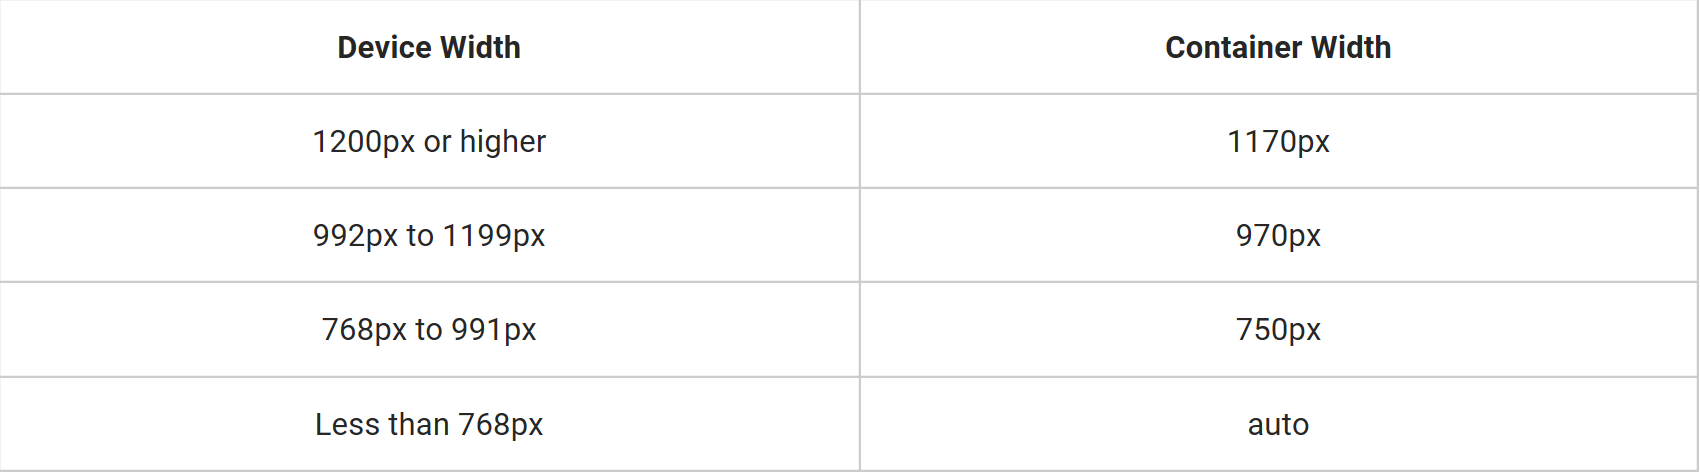 Device Width Container Width
1200px or higher 1170px
992px to 1199px 970px
768px to 991px 750px
Less than 768px auto